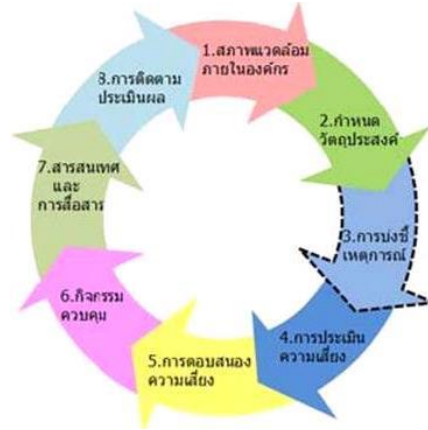 1.สภาพแวดล้อม
ภายในองค์กร
2.กำหนด
วัตถุประสงค์
3.การบ่งชี้
เหตุการณ์
4.การประเมิน
ความเสี่ยง
5.การตอบสนอง
ความเสี่ยง
6.กิจกรรม
ควบคุม
7.สารสนเทศ
และ
การสื่อสาร
8.การติดตาม
ประเมินผล